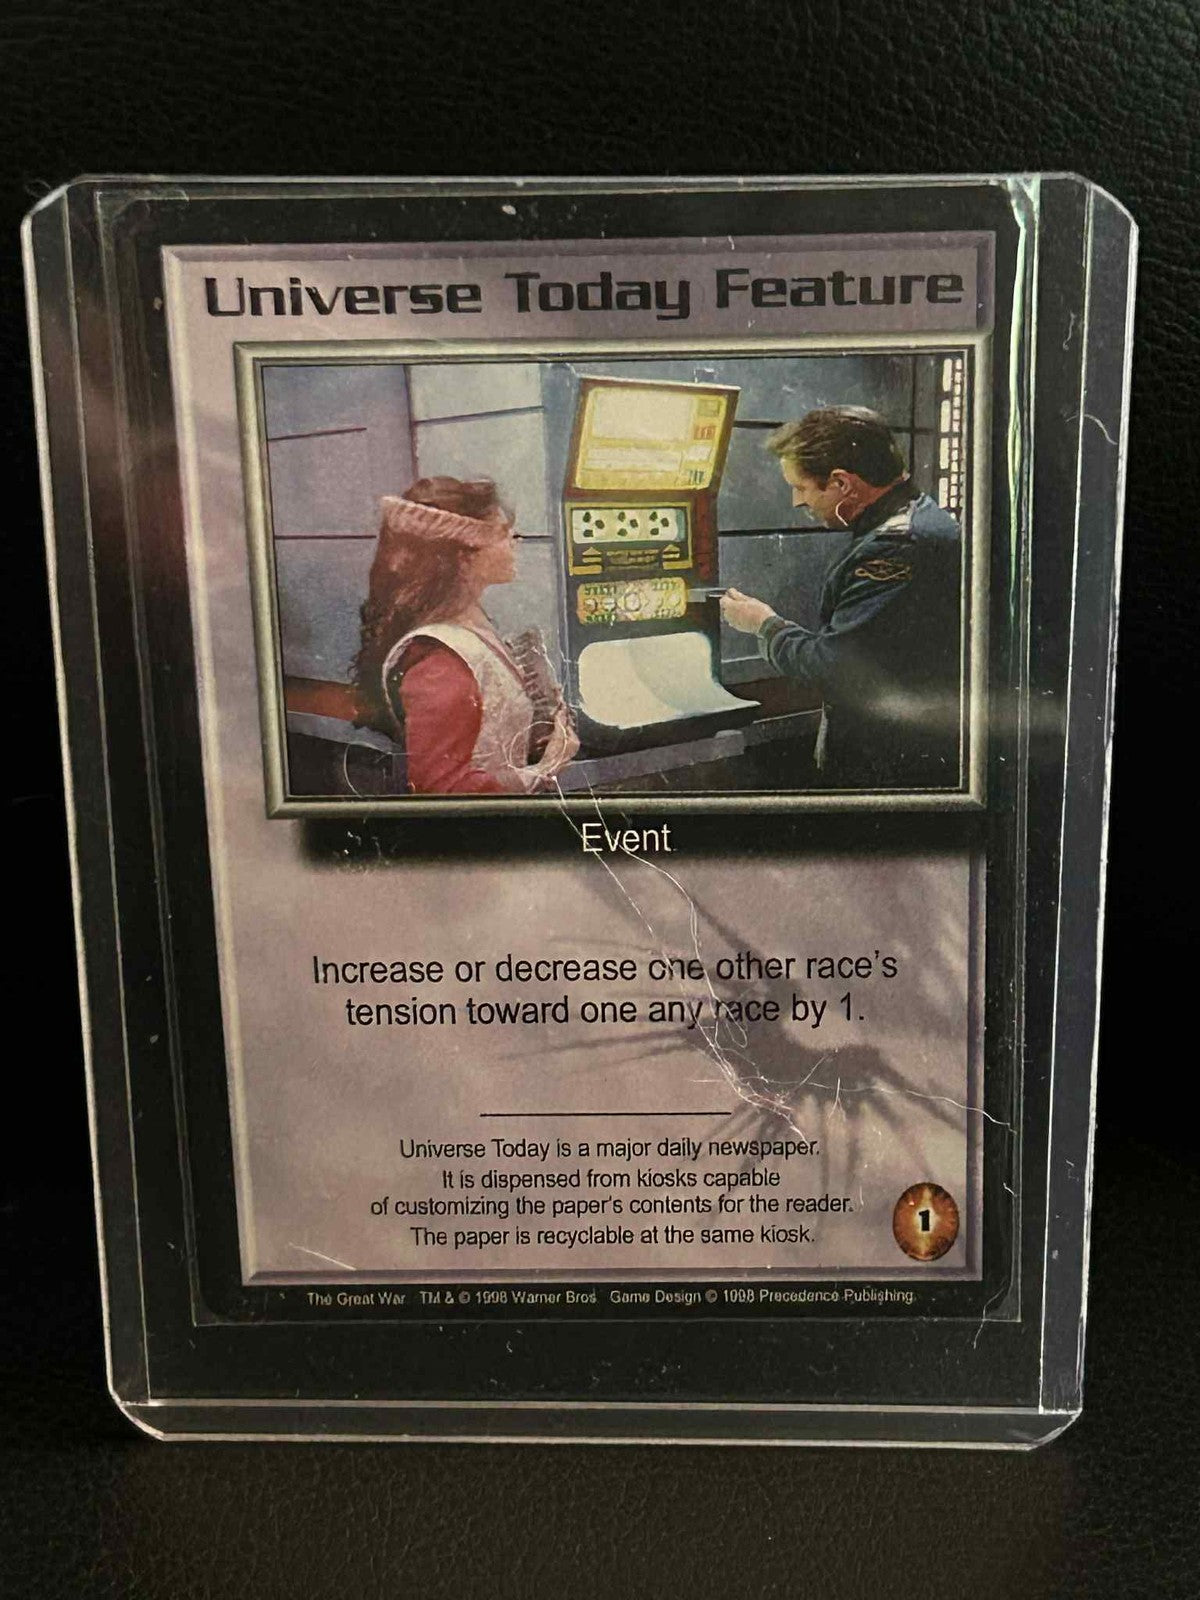 Universe Today Feature
Event
Increase or decrease one other race's
tension toward one any race by 1.
Universe Today is a major daily newspaper.
It is dispensed from kiosks capable
of customizing the paper's contents for the reader.
The paper is recyclable at the same kiosk.
1
The Great War TM & © 1998 Warner Bros. Game Design © 1998 Precedence Publishing.